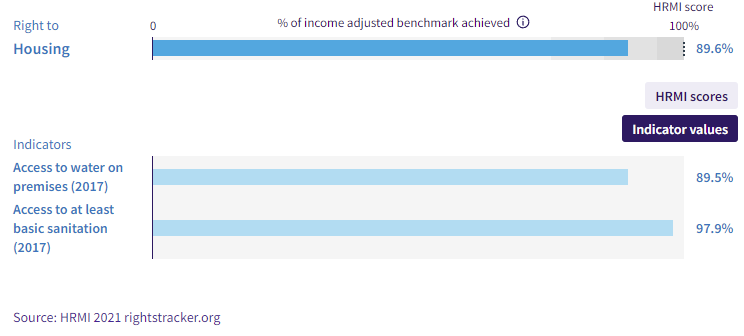 HRMI score
Right to 0 % of income adjusted benchmark achieved 100%
Housing 89.6%
HRMI scores
Indicator values
Indicators
Access to water on
premises (2017) 89.5%
Access to at least
basic sanitation 97.9%
(2017)
Source: HRMI 2021 rightstracker.org